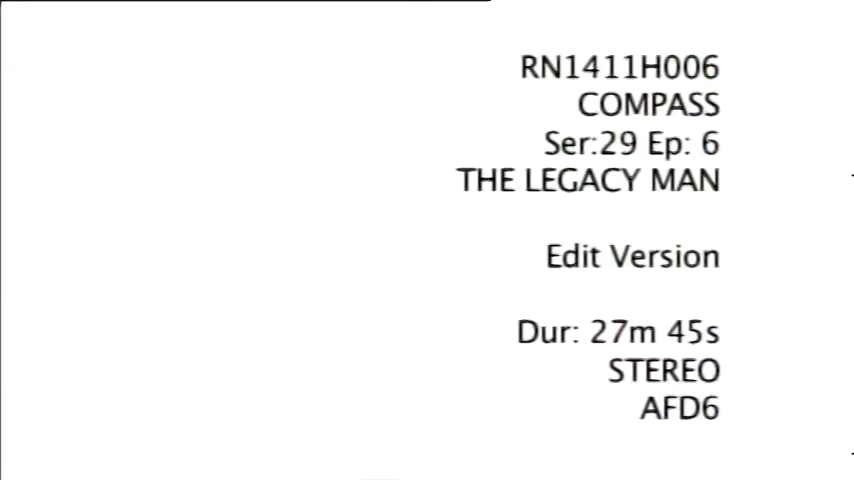 RN1411H006
COMPASS
Ser:29 Ep: 6
THE LEGACY MAN
Edit Version
Dur: 27m 45s
STEREO
AFD6